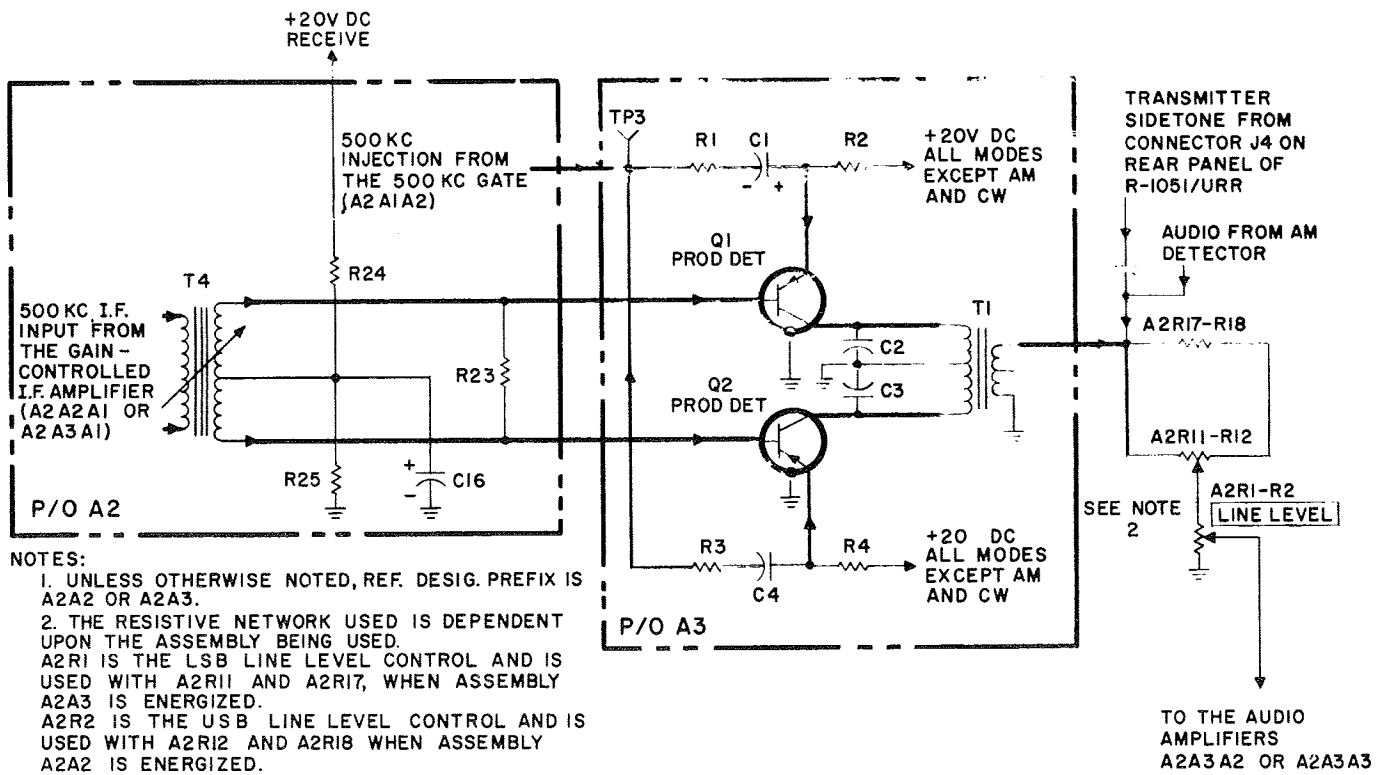 +20V DC
RECEIVE
500 KC
INJECTION FROM
THE 500 KC GATE
(A2 A1A2)
T4
R24
500 KC I.F.
INPUT FROM
THE GAIN-
CONTROLLED
I.F. AMPLIFIER
(A2 A2 A1 OR
A2 A3 A1)
R23
R25
+
-
C16
P/O A2
TP3
R1
C1
R2
-
+
+20V DC
ALL MODES
EXCEPT AM
AND CW
Q1
PROD DET
C2
C3
T1
Q2
PROD DET
R3
C4
R4
+20 DC
ALL MODES
EXCEPT AM
AND CW
P/O A3
TRANSMITTER
SIDETONE FROM
CONNECTOR J4 ON
REAR PANEL OF
R-1051/URR
AUDIO FROM AM
DETECTOR
A2R17-R18
A2R11-R12
SEE NOTE
2
A2R1-R2
LINE LEVEL
TO THE AUDIO
AMPLIFIERS
A2A3 A2 OR A2A3A3
NOTES:
1. UNLESS OTHERWISE NOTED, REF. DESIG. PREFIX IS
A2A2 OR A2A3.
2. THE RESISTIVE NETWORK USED IS DEPENDENT
UPON THE ASSEMBLY BEING USED.
A2R1 IS THE LSB LINE LEVEL CONTROL AND IS
USED WITH A2R11 AND A2R17, WHEN ASSEMBLY
A2A3 IS ENERGIZED.
A2R2 IS THE USB LINE LEVEL CONTROL AND IS
USED WITH A2R12 AND A2R18 WHEN ASSEMBLY
A2A2 IS ENERGIZED.